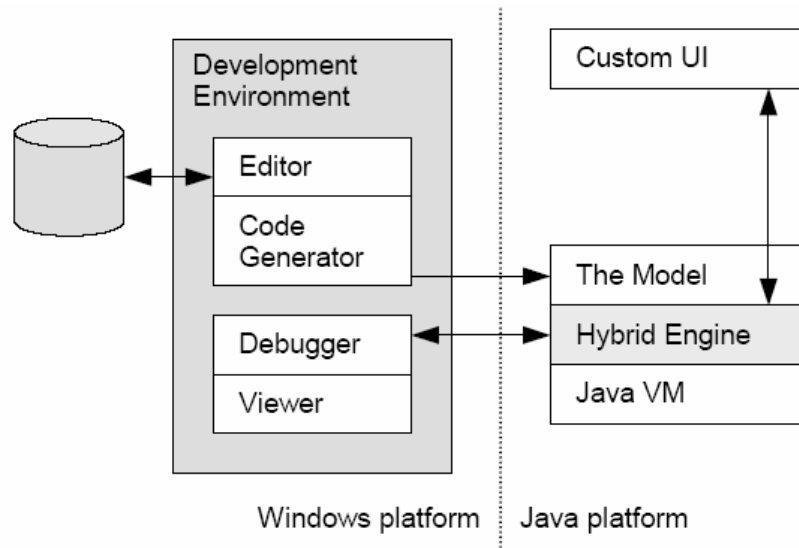 Development
Environment
Editor
Code
Generator
Debugger
Viewer
Windows platform
Custom UI
The Model
Hybrid Engine
Java VM
Java platform